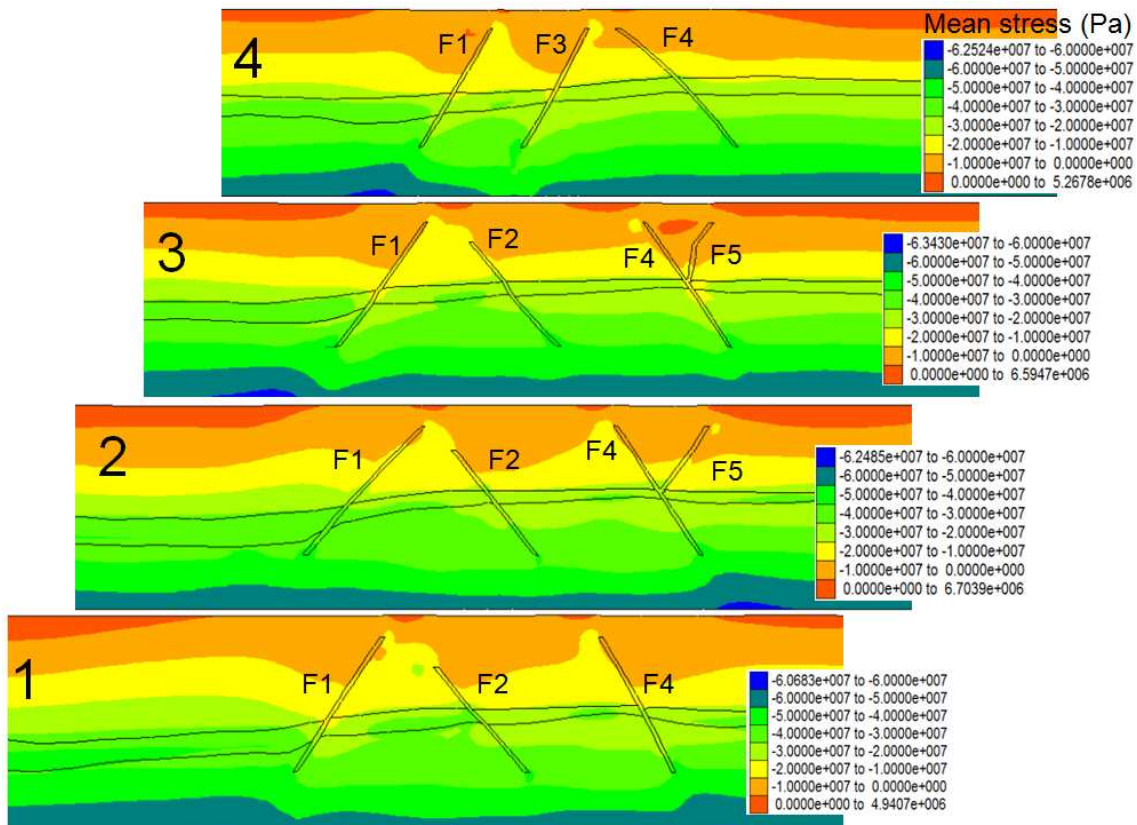 Mean stress (Pa)
4
F1
F3
F4
-6.2524e+007 to -6.0000e+007
-6.0000e+007 to -5.0000e+007
-5.0000e+007 to -4.0000e+007
-4.0000e+007 to -3.0000e+007
-3.0000e+007 to -2.0000e+007
-2.0000e+007 to -1.0000e+007
-1.0000e+007 to 0.0000e+000
0.0000e+000 to 5.2678e+006
3
F1
F2
F4
F5
-6.3430e+007 to -6.0000e+007
-6.0000e+007 to -5.0000e+007
-5.0000e+007 to -4.0000e+007
-4.0000e+007 to -3.0000e+007
-3.0000e+007 to -2.0000e+007
-2.0000e+007 to -1.0000e+007
-1.0000e+007 to 0.0000e+000
0.0000e+000 to 6.5947e+006
2
F1
F2
F4
F5
-6.2485e+007 to -6.0000e+007
-6.0000e+007 to -5.0000e+007
-5.0000e+007 to -4.0000e+007
-4.0000e+007 to -3.0000e+007
-3.0000e+007 to -2.0000e+007
-2.0000e+007 to -1.0000e+007
-1.0000e+007 to 0.0000e+000
0.0000e+000 to 6.7039e+006
1
F1
F2
F4
-6.0683e+007 to -6.0000e+007
-6.0000e+007 to -5.0000e+007
-5.0000e+007 to -4.0000e+007
-4.0000e+007 to -3.0000e+007
-3.0000e+007 to -2.0000e+007
-2.0000e+007 to -1.0000e+007
-1.0000e+007 to 0.0000e+000
0.0000e+000 to 4.9407e+006